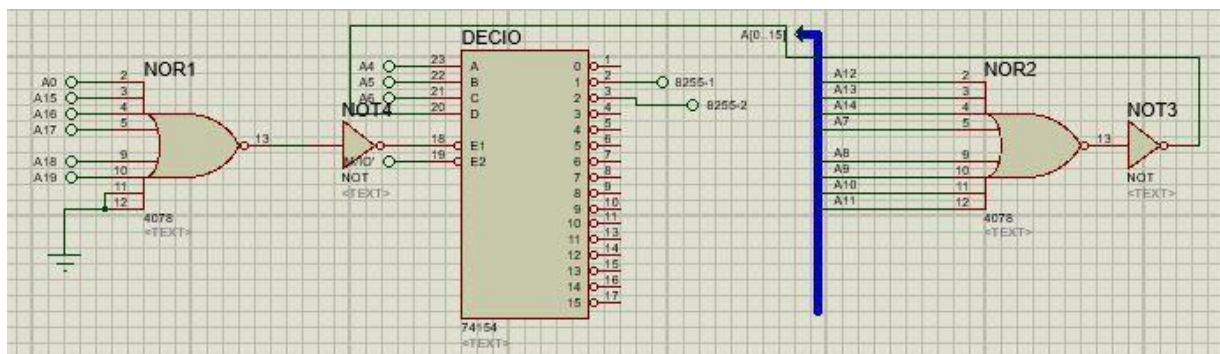 DECIO
A[0..15]
NOR1
NOR2
NOT4
NOT3
A0
A15
A16
A17
A18
A19
2
3
4
5
9
10
11
12
13
4078
<TEXT>
NOT
<TEXT>
A4
A5
A6
23
22
21
20
18
19
A
B
C
D
E1
E2
0
1
2
3
4
5
6
7
8
9
10
11
12
13
14
15
1
2
3
4
5
6
7
8
9
10
11
13
14
15
16
17
8255-1
8255-2
74154
<TEXT>
A12
A13
A14
A7
A8
A9
A10
A11
2
3
4
5
9
10
11
12
13
4078
<TEXT>
NOT
<TEXT>